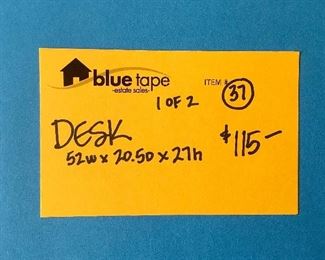 blue tape
-estate sales-
ITEM # 37
1 OF 2
DESK
$115-
52w x 20.50 x 27h